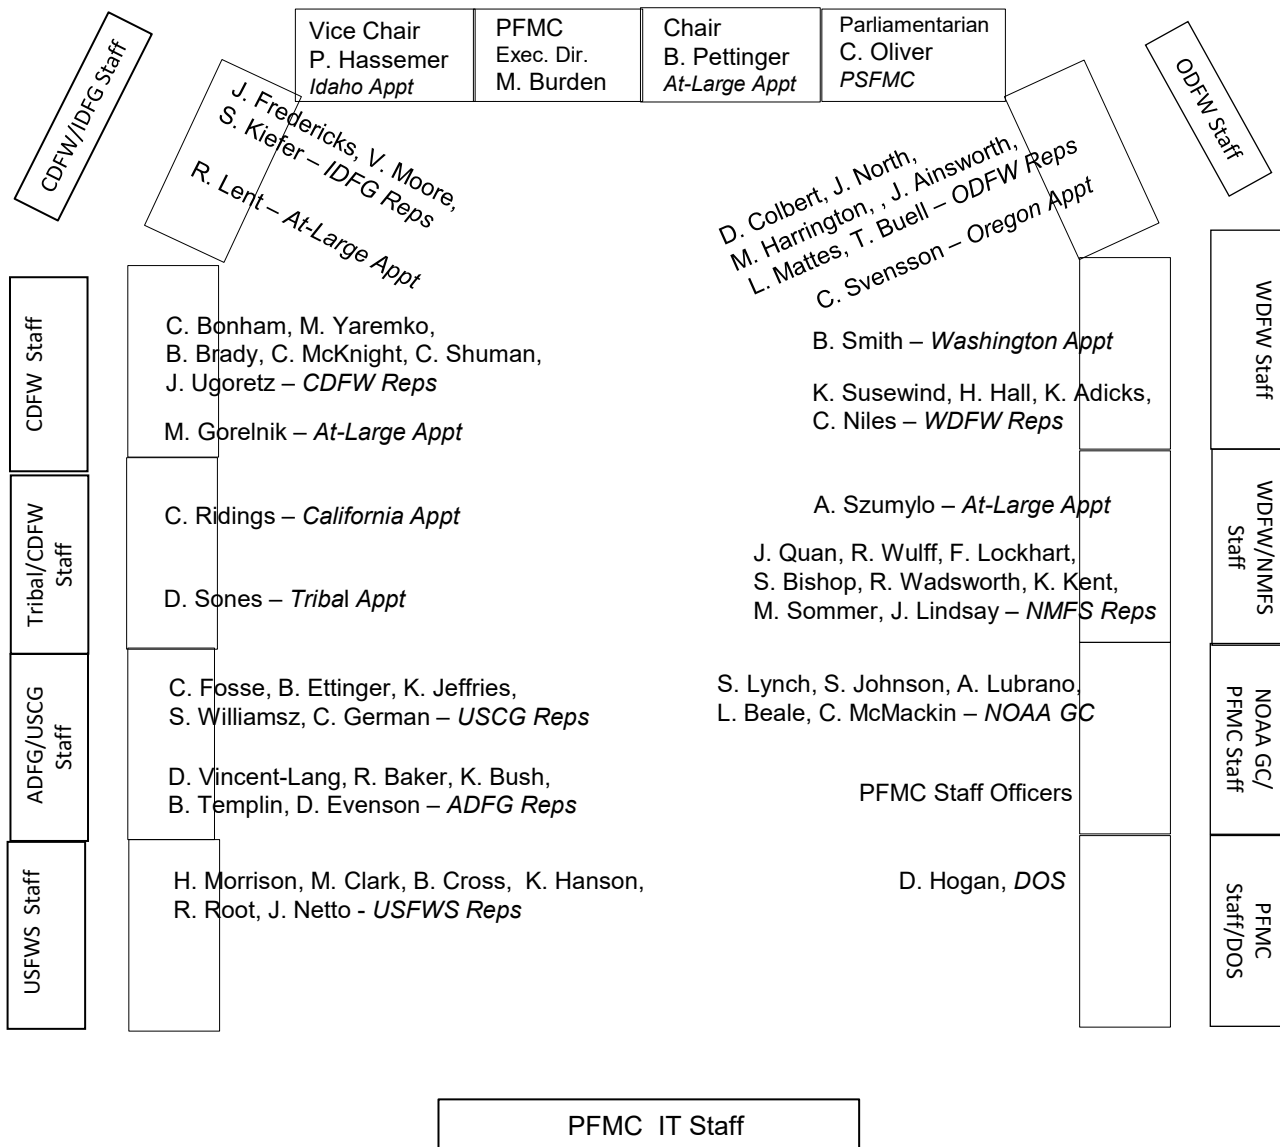 Vice Chair
P. Hassemer
Idaho Appt
PFMC
Exec. Dir.
M. Burden
Chair
B. Pettinger
At-Large Appt
Parliamentarian
C. Oliver
PSFMC
CDFW/IDFG Staff
J. Fredericks, V. Moore,
S. Kiefer – IDFG Reps
R. Lent – At-Large Appt
D. Colbert, J. North,
M. Harrington, , J. Ainsworth,
L. Mattes, T. Buell – ODFW Reps
C. Svensson – Oregon Appt
ODFW Staff
CDFW Staff
C. Bonham, M. Yaremko,
B. Brady, C. McKnight, C. Shuman,
J. Ugoretz – CDFW Reps
M. Gorelnik – At-Large Appt
B. Smith – Washington Appt
K. Susewind, H. Hall, K. Adicks,
C. Niles – WDFW Reps
WDFW Staff
Tribal/CDFW
Staff
C. Ridings – California Appt
D. Sones – Tribal Appt
A. Szumylo – At-Large Appt
J. Quan, R. Wulff, F. Lockhart,
S. Bishop, R. Wadsworth, K. Kent,
M. Sommer, J. Lindsay – NMFS Reps
WDFW/NMFS
Staff
ADFG/USCG
Staff
C. Fosse, B. Ettinger, K. Jeffries,
S. Williamsz, C. German – USCG Reps
D. Vincent-Lang, R. Baker, K. Bush,
B. Templin, D. Evenson – ADFG Reps
S. Lynch, S. Johnson, A. Lubrano,
L. Beale, C. McMackin – NOAA GC
PFMC Staff Officers
NOAA GC/
PFMC Staff
USFWS Staff
H. Morrison, M. Clark, B. Cross, K. Hanson,
R. Root, J. Netto - USFWS Reps
D. Hogan, DOS
PFMC
Staff/DOS
PFMC IT Staff